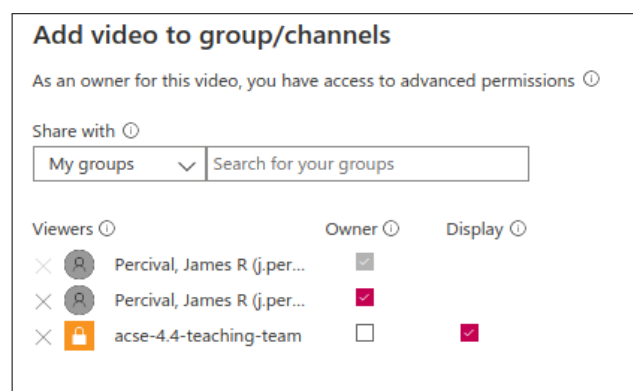 Add video to group/channels
As an owner for this video, you have access to advanced permissions
Share with
My groups Search for your groups
Viewers Owner Display
Percival, James R (j.per...
Percival, James R (j.per...
acse-4.4-teaching-team